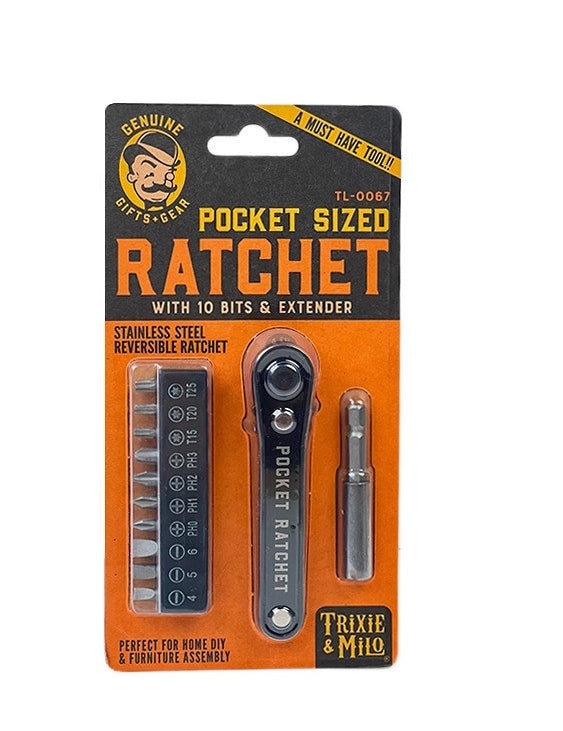 GENUINE
GIFTS+GEAR
A MUST HAVE TOOL!!
TL-0067
POCKET SIZED
RATCHET
WITH 10 BITS & EXTENDER
STAINLESS STEEL
REVERSIBLE RATCHET
T25
T20
T15
PH3
PH2
PH1
PH0
6
5
4
POCKET RATCHET
PERFECT FOR HOME DIY
& FURNITURE ASSEMBLY
TRiXiE
& MiLO
®